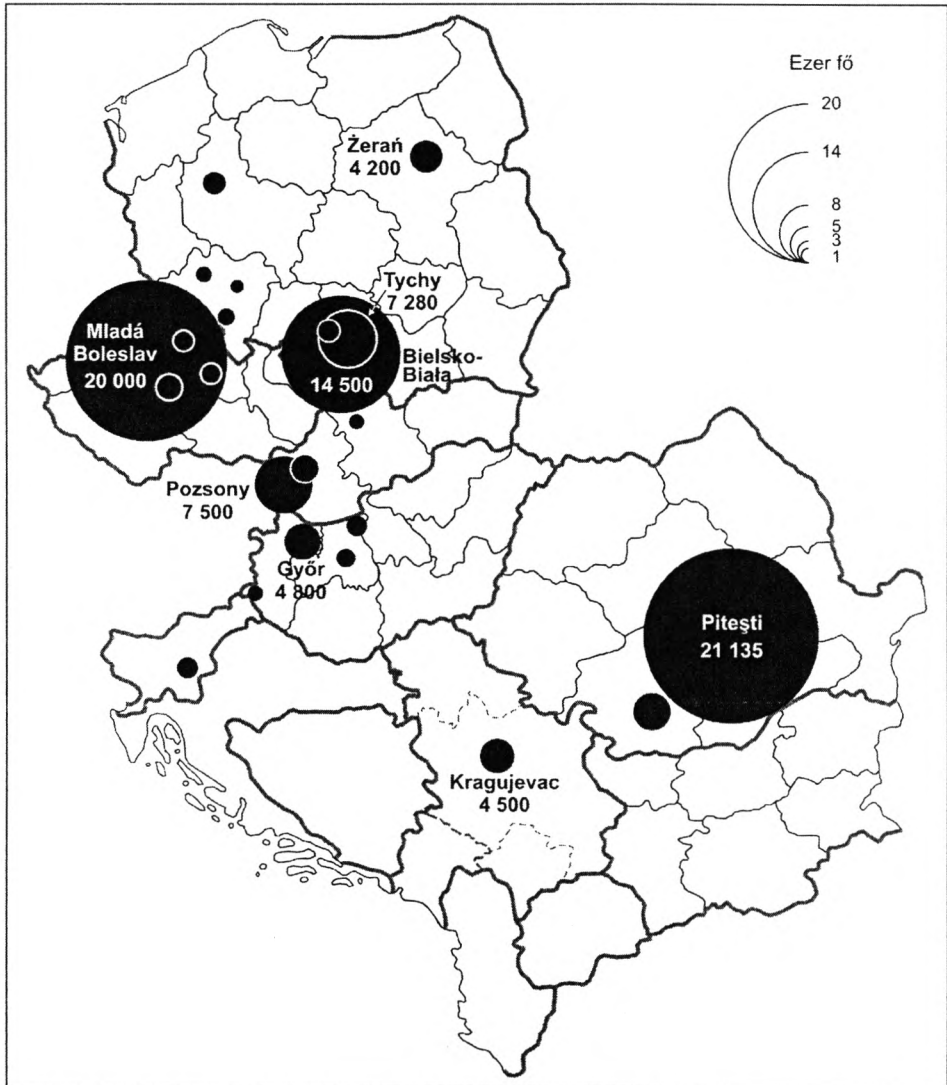 Ezer fő
20
14
8
5
3
1
Żerań
4 200
Tychy
7 280
Mladá
Boleslav
20 000
Bielsko-
Biała
14 500
Pozsony
7 500
Győr
4 800
Piteşti
21 135
Kragujevac
4 500